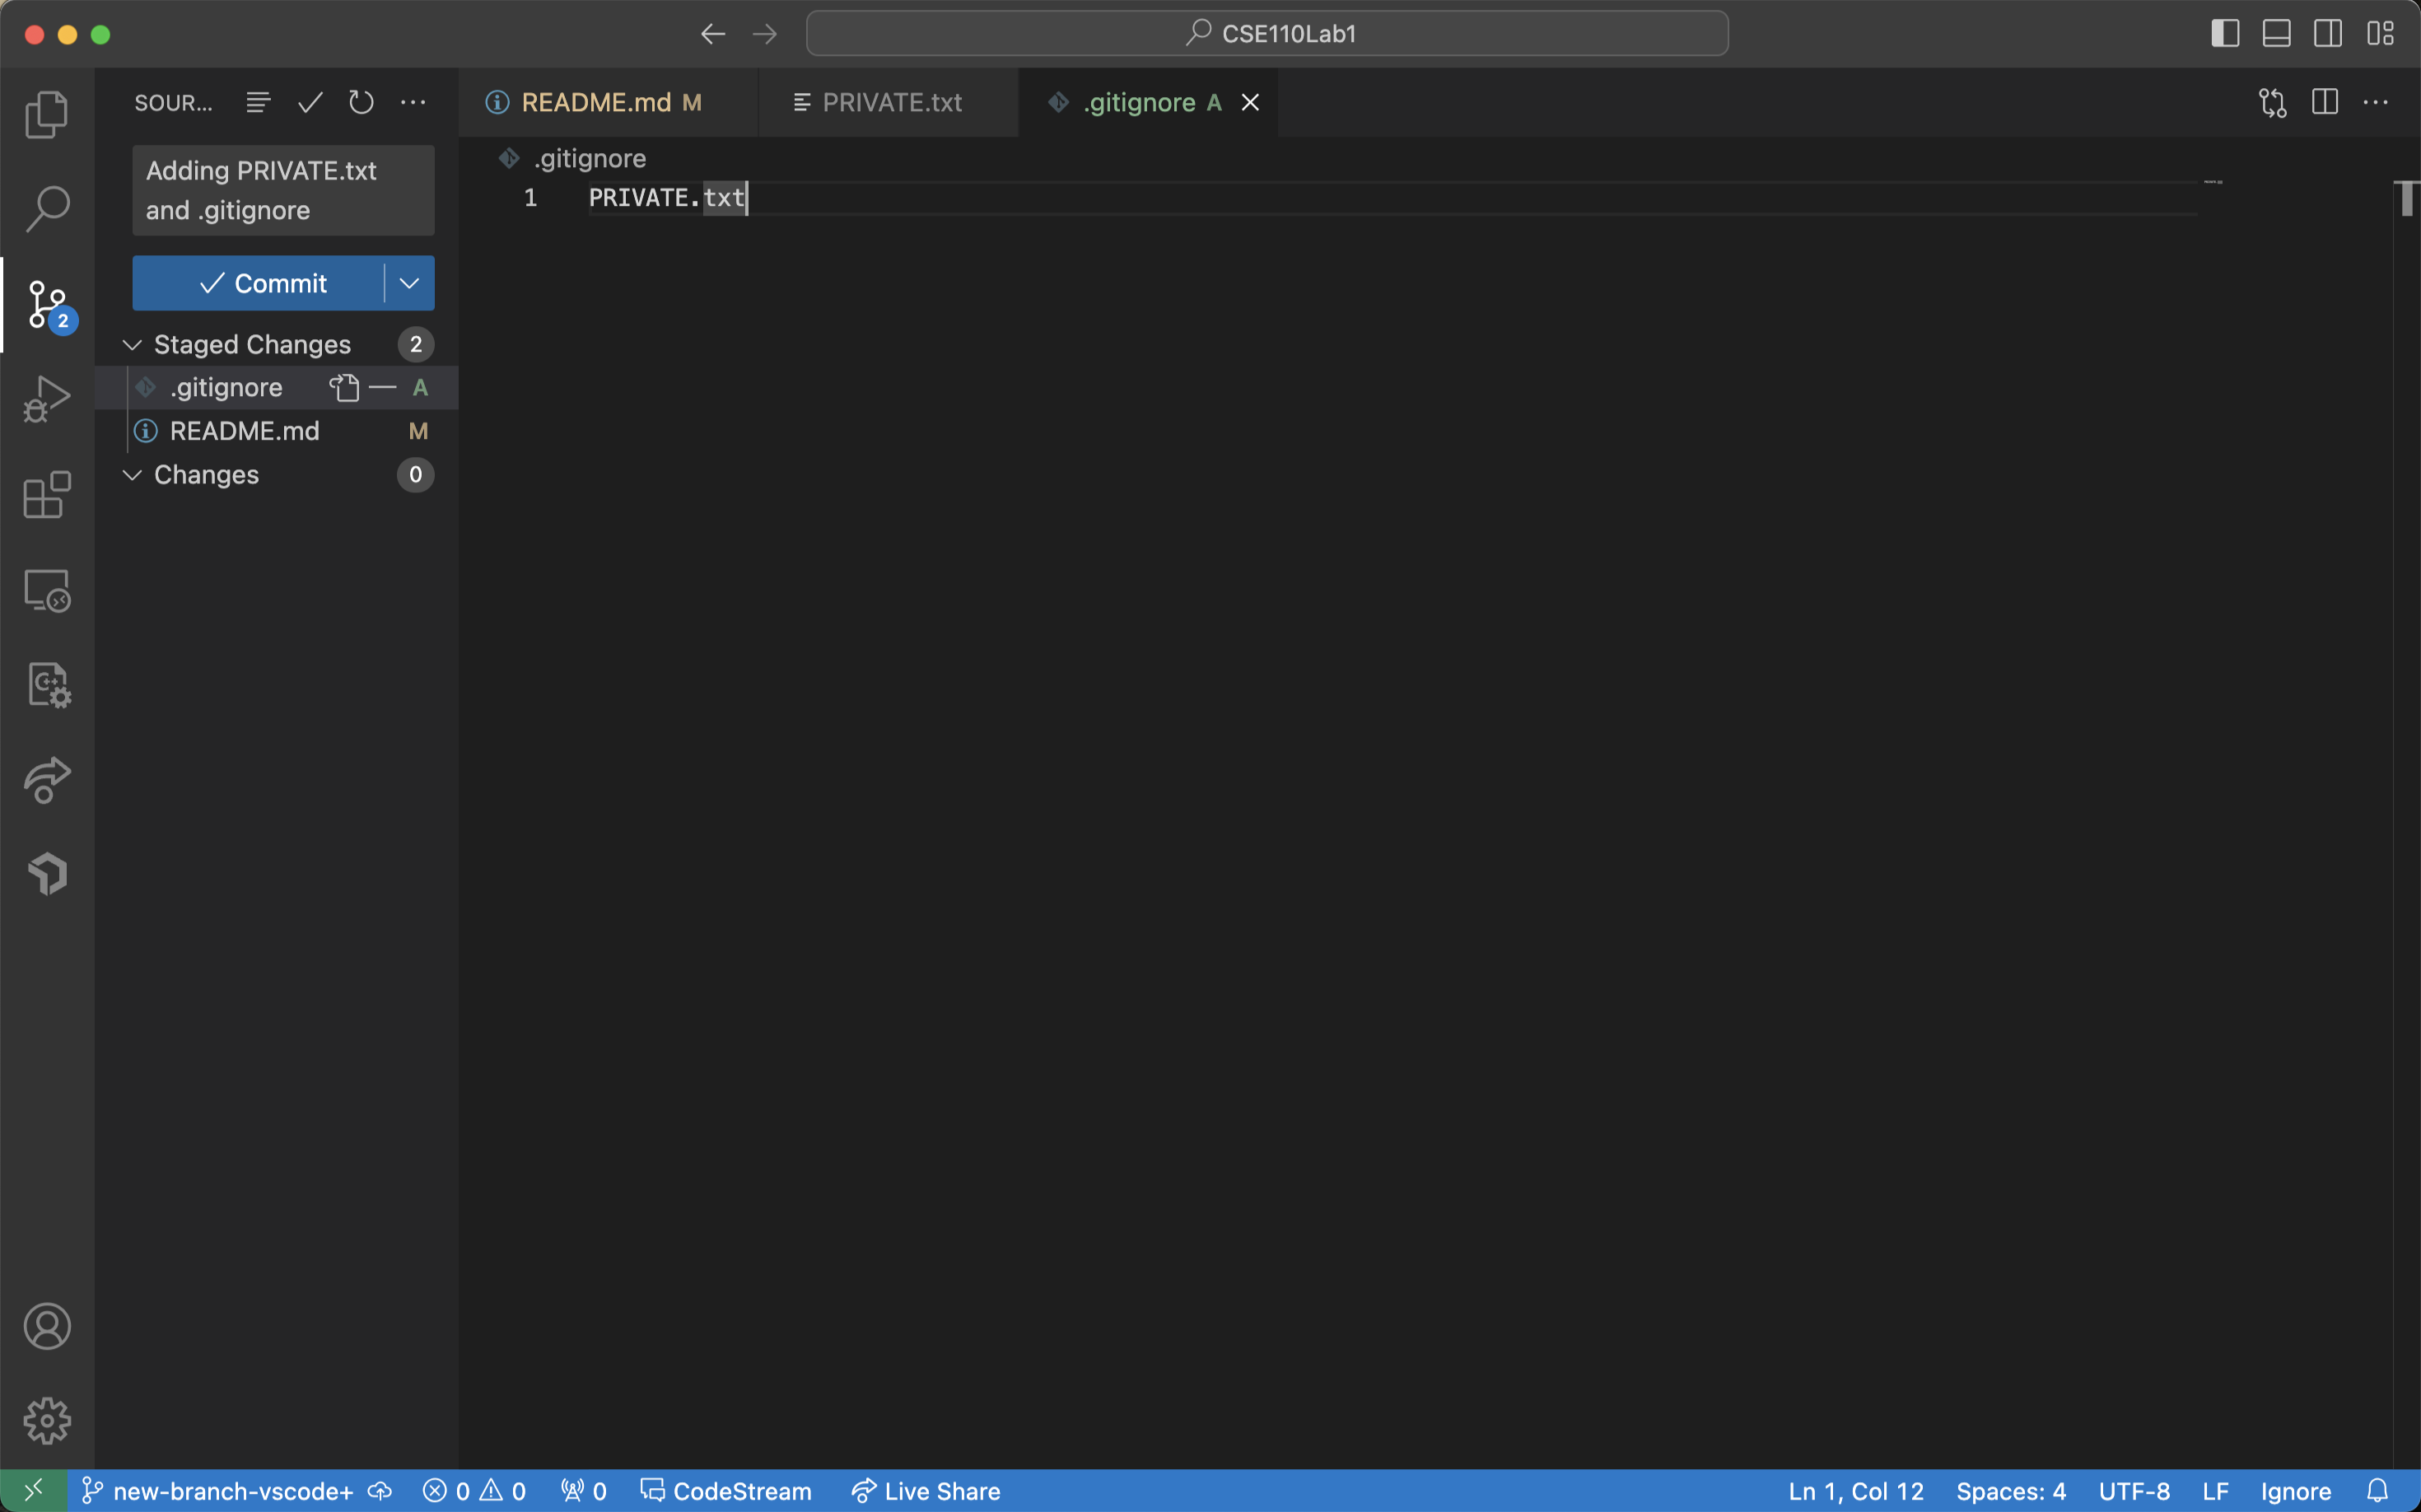 CSE110Lab1
SOUR...
README.md M
PRIVATE.txt
.gitignore A
Adding PRIVATE.txt
and .gitignore
Commit
Staged Changes 2
.gitignore A
README.md M
Changes 0
2
.gitignore
1 PRIVATE.txt
new-branch-vscode+
0 0
0
CodeStream
Live Share
Ln 1, Col 12
Spaces: 4
UTF-8
LF
Ignore